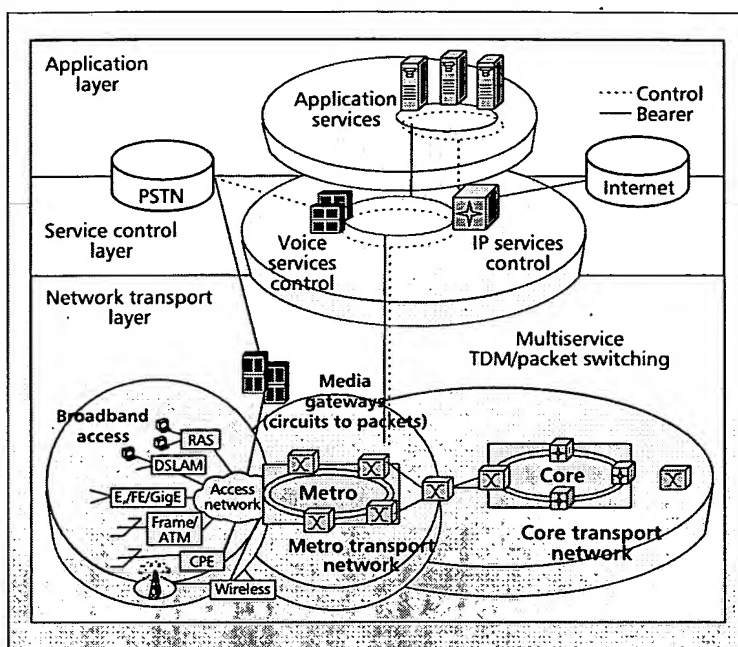 Application
layer
Application
services
Control
Bearer
PSTN
Internet
Service control
layer
Voice
services
control
IP services
control
Network transport
layer
Multiservice
TDM/packet switching
Media
gateways
(circuits to packets)
Broadband
access
RAS
DSLAM
E,/FE/GigE
Frame/
ATM
CPE
Wireless
Access
network
Metro
Metro transport
network
Core
Core transport
network